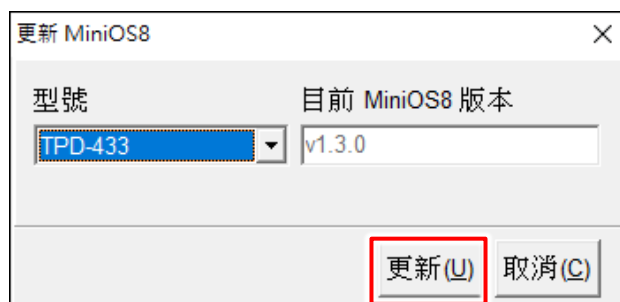 更新 MiniOS8
型號
目前 MiniOS8 版本
TPD-433
v1.3.0
更新(U)
取消(C)